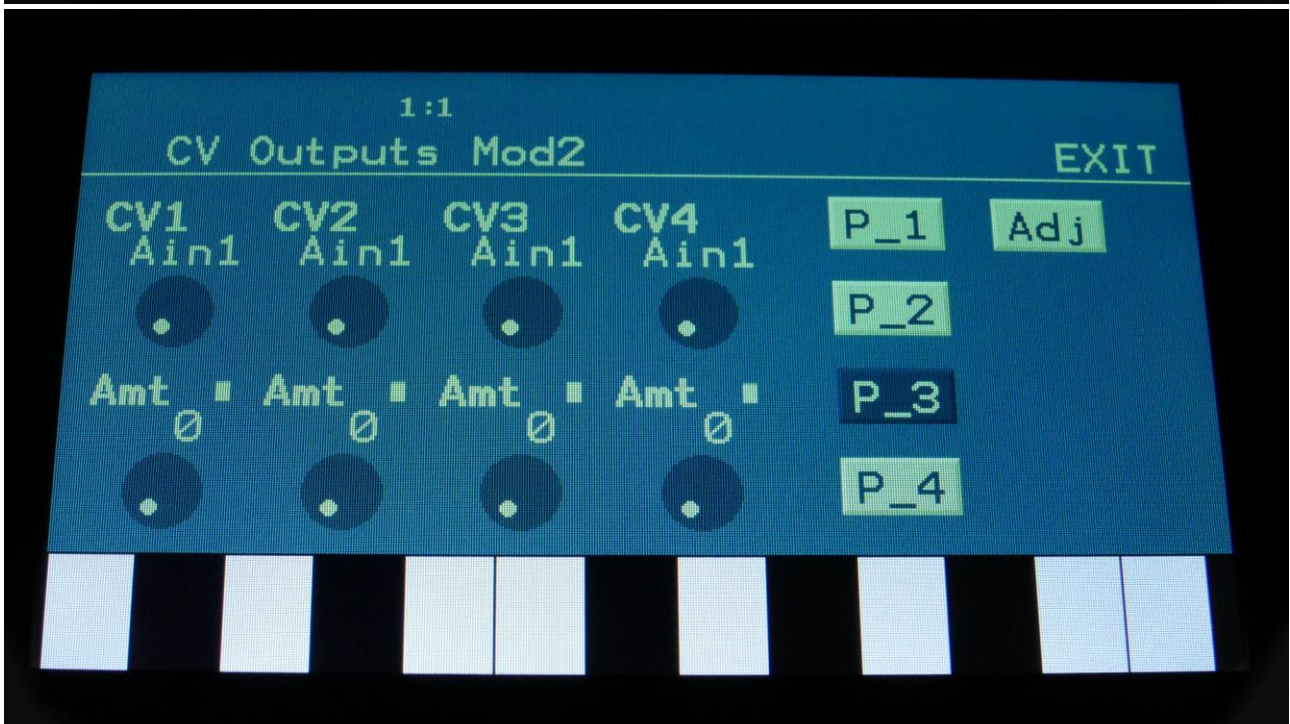 1:1
CV Outputs Mod2 EXIT
CV1 CV2 CV3 CV4 P_1 Adj
Ain1 Ain1 Ain1 Ain1
P_2
Amt Amt Amt Amt P_3
0 0 0 0
P_4